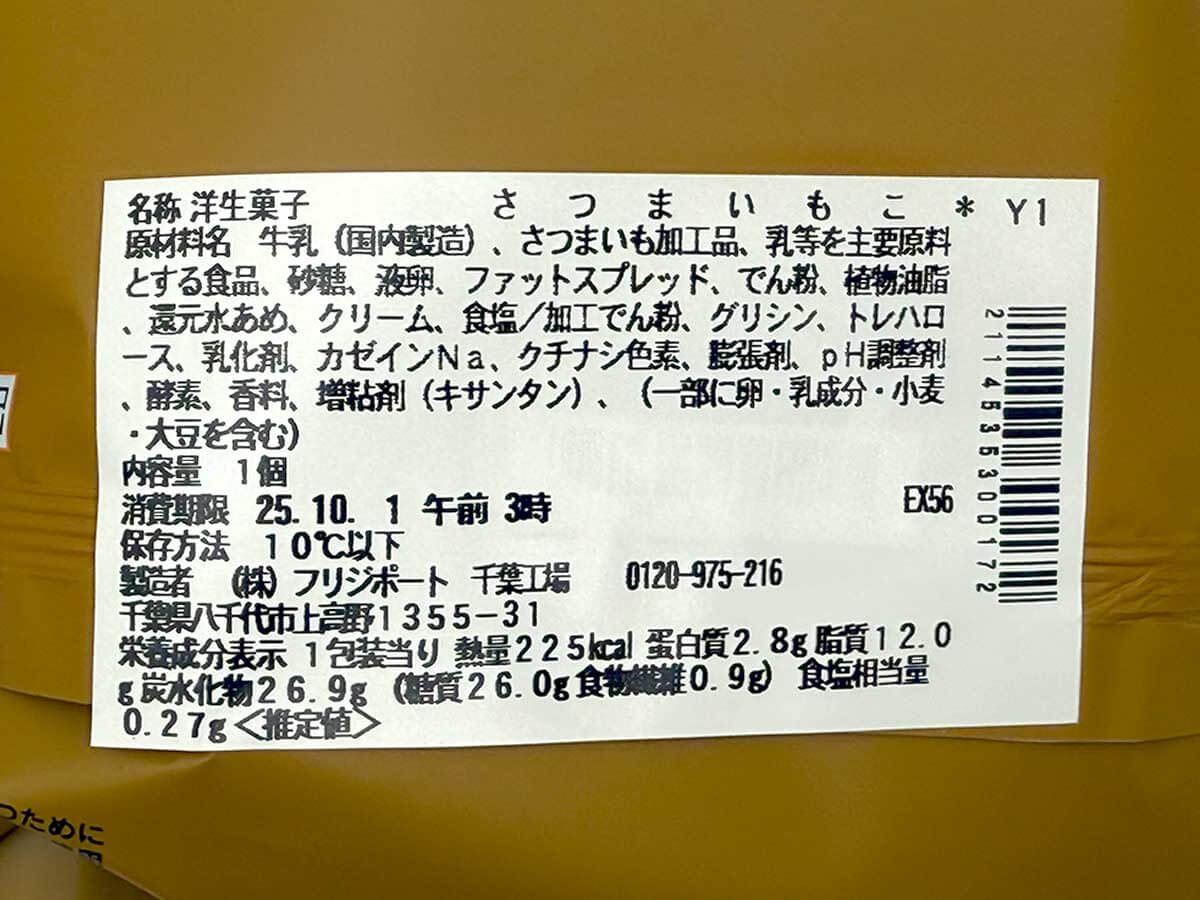 名称 洋生菓子 さつまいもこ * Y1
原材料名 牛乳（国内製造）、さつまいも加工品、乳等を主要原料
とする食品、砂糖、液卵、ファットスプレッド、でん粉、植物油脂
、還元水あめ、クリーム、食塩／加工でん粉、グリシン、トレハロ
ース、乳化剤、カゼインNa、クチナシ色素、膨張剤、pH調整剤
、酵素、香料、増粘剤（キサンタン）、（一部に卵・乳成分・小麦
・大豆を含む）
内容量 1個
消費期限 25.10. 1 午前 3時 EX56
保存方法 10℃以下
製造者 （株）フリジポート 千葉工場 0120-975-216
千葉県八千代市上高野1355-31
栄養成分表示 1包装当り 熱量225kcal 蛋白質2.8g 脂質12.0
g 炭水化物26.9g （糖質26.0g 食物繊維0.9g） 食塩相当量
0.27g＜推定値＞
2114535300172
つために